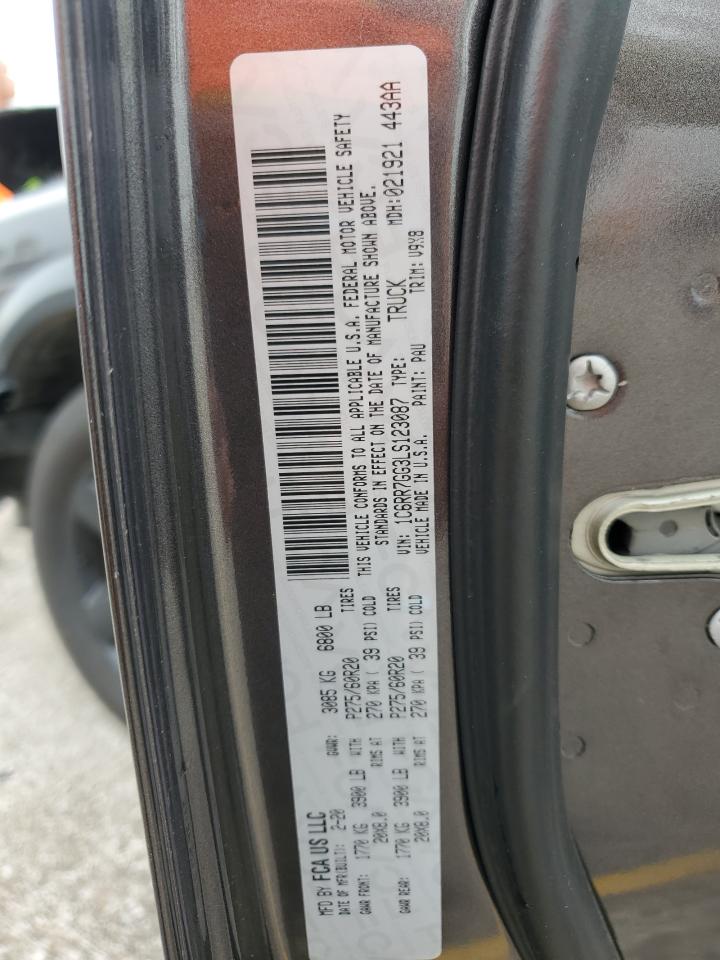 MFD BY FCA US LLC
DATE OF MFR(BUILT): 2-20 GVWR: 3085 KG 6800 LB
GAWR FRONT: 1770 KG 3900 LB WITH P275/60R20 TIRES
20X8.0 RIMS AT 270 KPA ( 39 PSI) COLD
GAWR REAR: 1770 KG 3900 LB WITH P275/60R20 TIRES
20X8.0 RIMS AT 270 KPA ( 39 PSI) COLD
THIS VEHICLE CONFORMS TO ALL APPLICABLE U.S.A. FEDERAL MOTOR VEHICLE SAFETY
STANDARDS IN EFFECT ON THE DATE OF MANUFACTURE SHOWN ABOVE.
VIN: 1C6RR7GG3LS123087 TYPE: TRUCK MDH:021921 443AA
VEHICLE MADE IN U.S.A. PAINT: PAU TRIM: V9X8